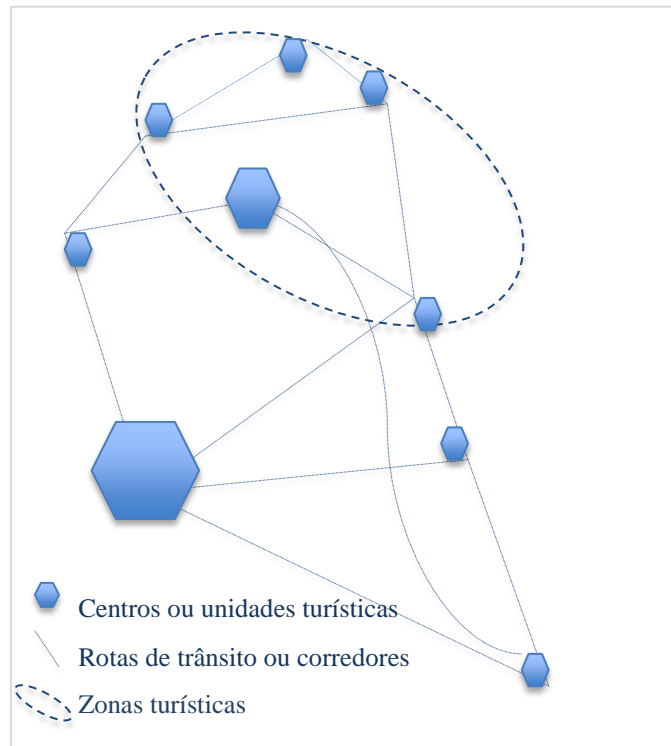 Centros ou unidades turísticas
Rotas de trânsito ou corredores
Zonas turísticas